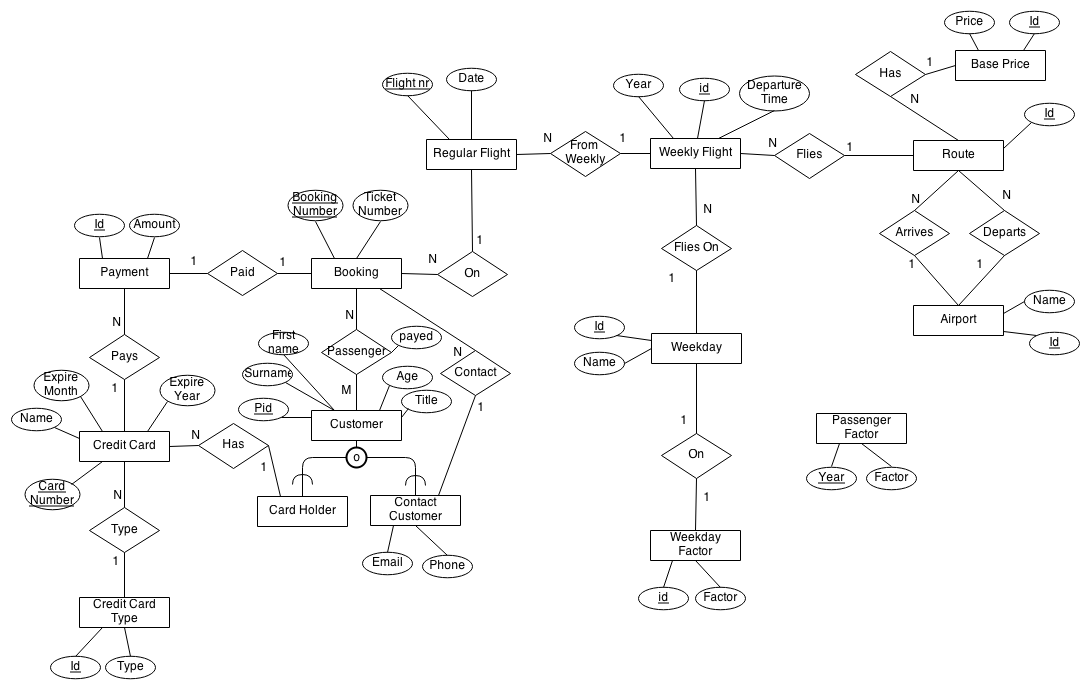 Price
Id
Has
1
Base Price
N
Flight nr
Date
Year
id
Departure
Time
Id
Regular Flight
N
From
Weekly
1
Weekly Flight
N
Flies
1
Route
Booking
Number
Ticket
Number
N
N
N
Id
Amount
Arrives
Departs
Flies On
1
1
1
Payment
1
Paid
1
Booking
N
1
On
1
N
N
First
name
Passenger
payed
N
Contact
Name
Airport
Id
Id
Name
Weekday
Pays
1
Expire
Month
Expire
Year
Surname
Age
M
Title
1
Name
Pid
Customer
Credit Card
N
Has
1
o
1
On
1
Passenger
Factor
Year
Factor
Card
Number
N
Card Holder
Contact
Customer
Type
1
Email
Phone
Weekday
Factor
id
Factor
Credit Card
Type
Id
Type